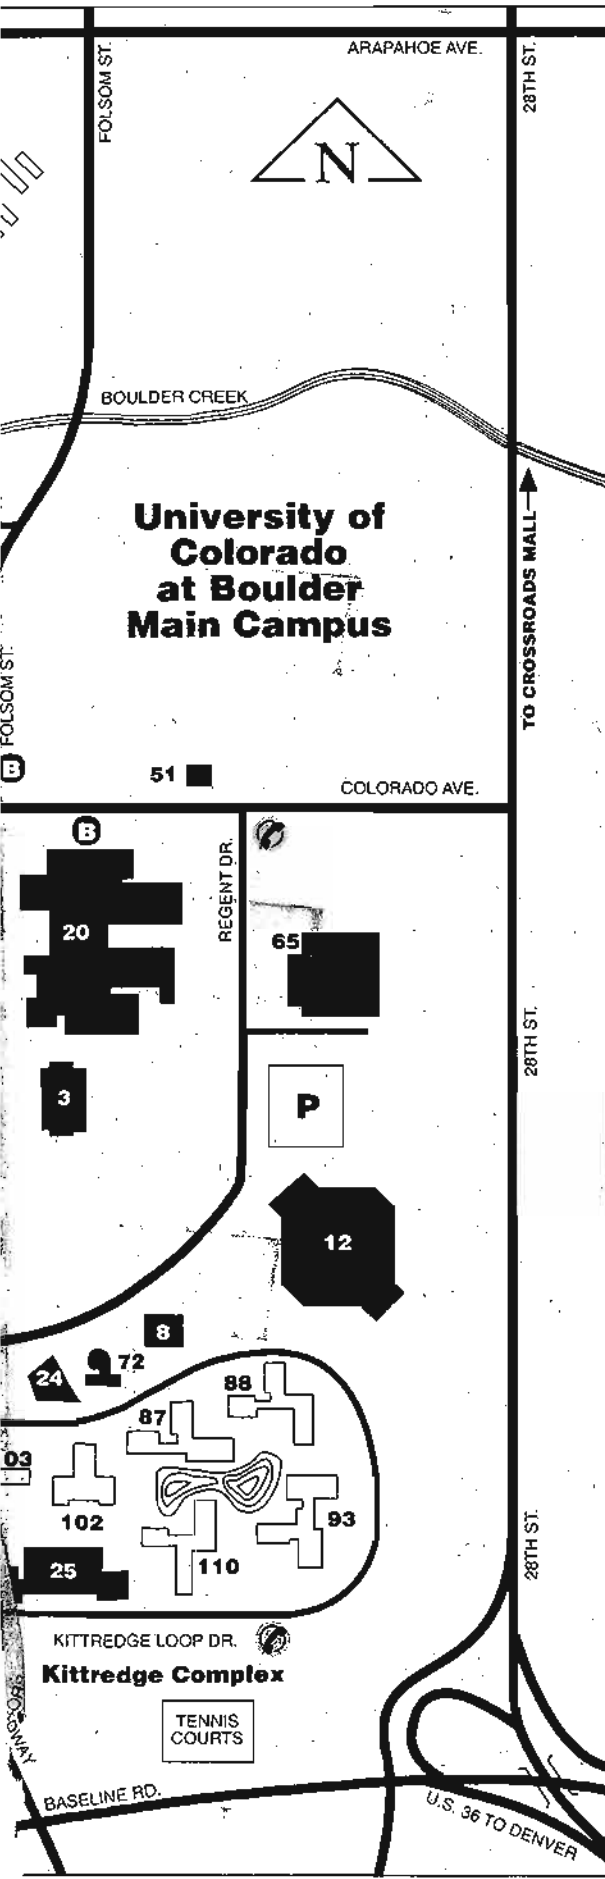 ARAPAHOE AVE.
FOLSOM ST.
28TH ST.
N
BOULDER CREEK
University of
Colorado
at Boulder
Main Campus
TO CROSSROADS MALL
FOLSOM ST.
B
51
COLORADO AVE.
B
REGENT DR.
20
65
28TH ST.
3
P
12
8
72
24
88
87
03
102
93
28TH ST.
25
110
KITTREDGE LOOP DR.
Kittredge Complex
TENNIS
COURTS
BASELINE RD.
U.S. 36 TO DENVER